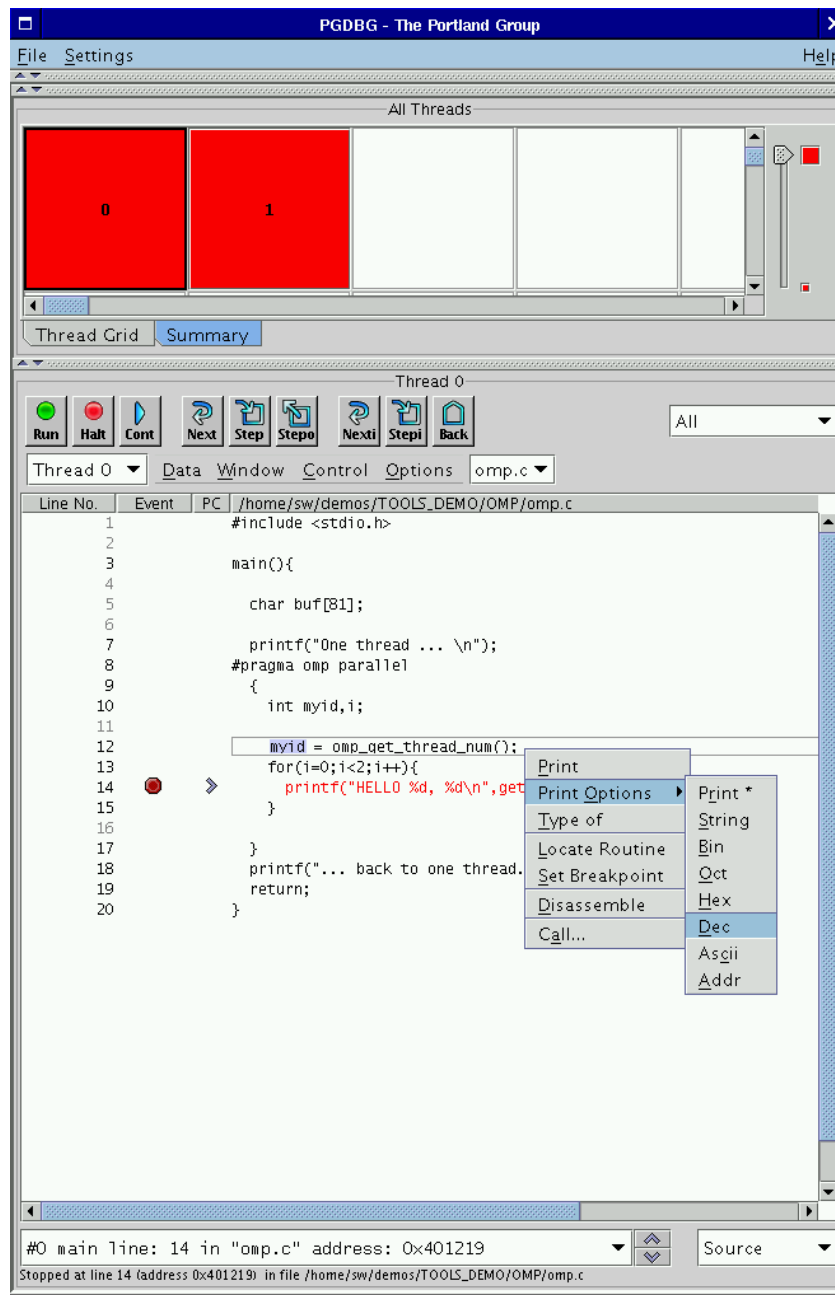 PGDBG - The Portland Group
File Settings Help
All Threads
0 1
Thread Grid Summary
Thread 0
Run Halt Cont Next Step Stepo Nexti Stepi Back All
Thread 0 Data Window Control Options omp.c
Line No. Event PC /home/sw/demos/TOOLS_DEMO/OMP/omp.c
1 #include <stdio.h>
2
3 main(){
4
5 char buf[81];
6
7 printf("One thread ... \n");
8 #pragma omp parallel
9 {
10 int myid,i;
11
12 myid = omp_get_thread_num();
13 for(i=0;i<2;i++){
14 printf("HELLO %d, %d\n",get
15 }
16
17 }
18 printf("... back to one thread.
19 return;
20 }
Print
Print Options
Type of
Locate Routine
Set Breakpoint
Disassemble
Call...
Print *
String
Bin
Oct
Hex
Dec
Ascii
Addr
#0 main line: 14 in "omp.c" address: 0x401219 Source
Stopped at line 14 (address 0x401219) in file /home/sw/demos/TOOLS_DEMO/OMP/omp.c